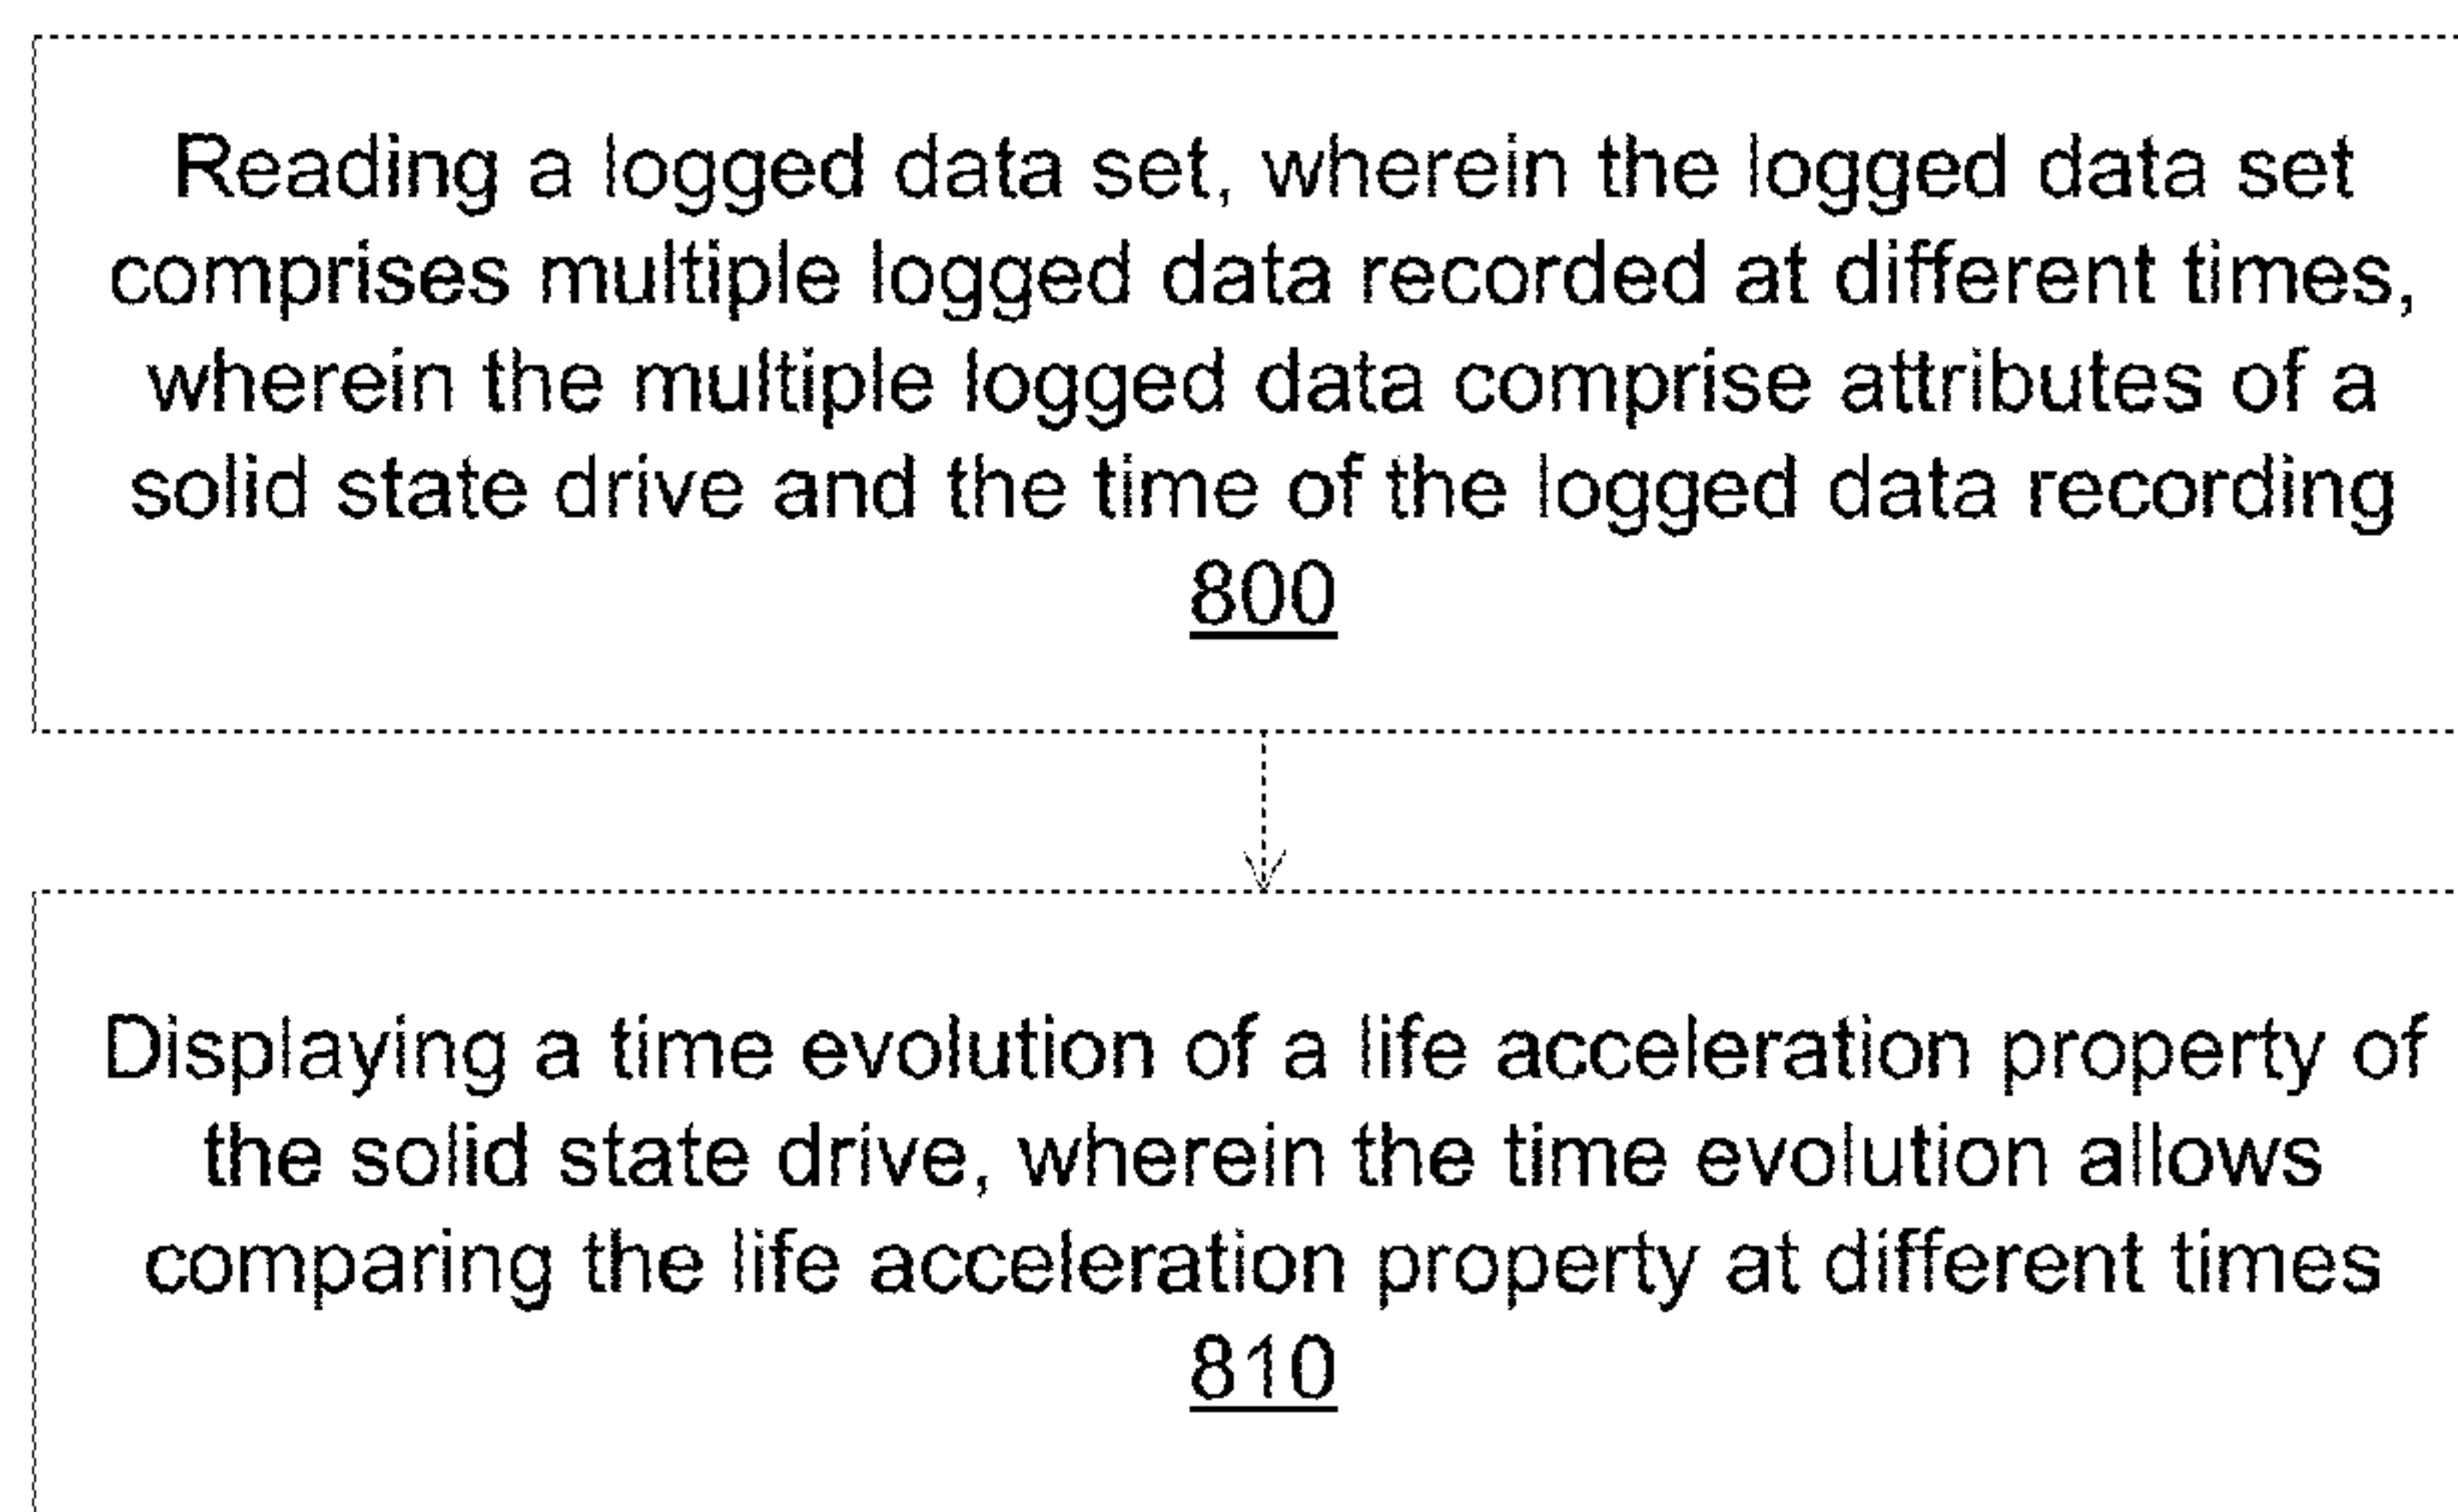 Reading a logged data set, wherein the logged data set
comprises multiple logged data recorded at different times,
wherein the multiple logged data comprise attributes of a
solid state drive and the time of the logged data recording
800
Displaying a time evolution of a life acceleration property of
the solid state drive, wherein the time evolution allows
comparing the life acceleration property at different times
810